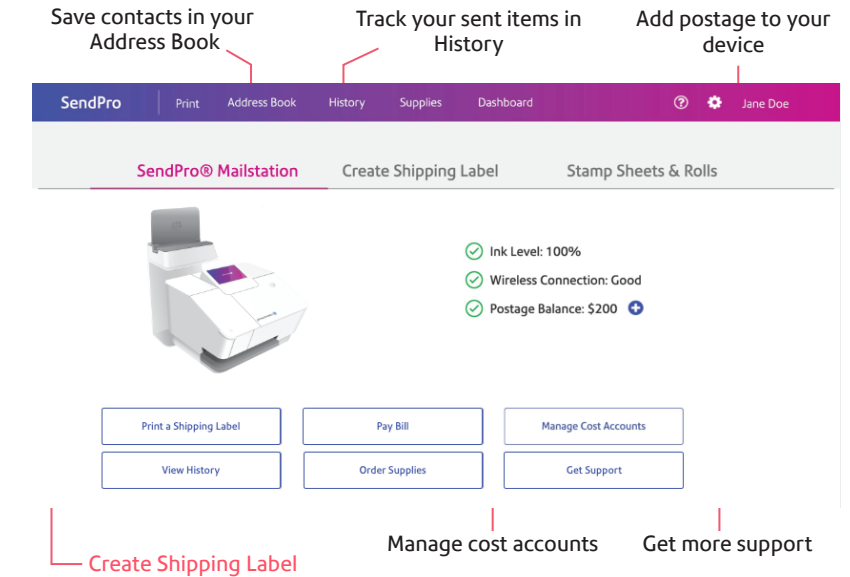 Save contacts in your
Address Book
Track your sent items in
History
Add postage to your
device
SendPro Print Address Book History Supplies Dashboard ? Jane Doe
SendPro® Mailstation Create Shipping Label Stamp Sheets & Rolls
Ink Level: 100%
Wireless Connection: Good
Postage Balance: $200
Print a Shipping Label Pay Bill Manage Cost Accounts
View History Order Supplies Get Support
Create Shipping Label
Manage cost accounts
Get more support